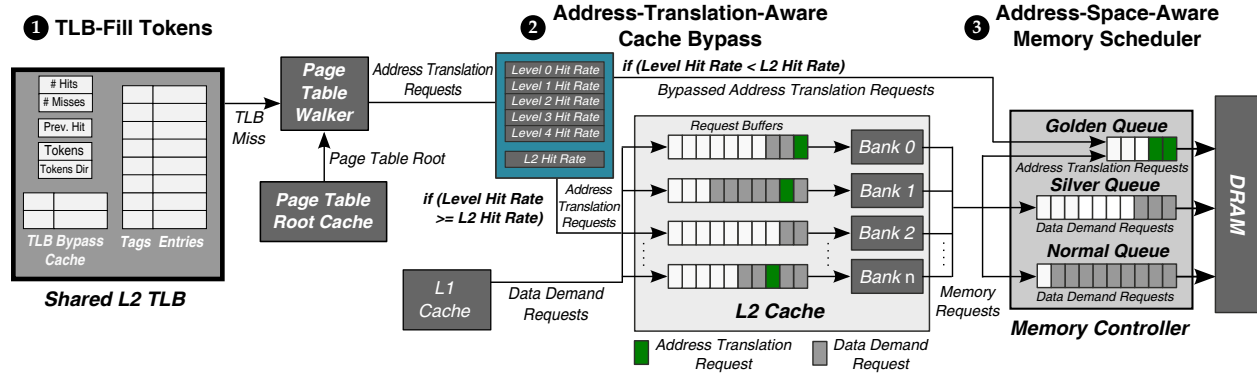 1 TLB-Fill Tokens
# Hits
# Misses
Prev. Hit
Tokens
Tokens Dir
TLB Bypass
Cache
Tags Entries
Shared L2 TLB
TLB
Miss
Page
Table
Walker
Page Table Root
Page Table
Root Cache
Address Translation
Requests
2 Address-Translation-Aware
Cache Bypass
Level 0 Hit Rate
Level 1 Hit Rate
Level 2 Hit Rate
Level 3 Hit Rate
Level 4 Hit Rate
L2 Hit Rate
if (Level Hit Rate < L2 Hit Rate)
Bypassed Address Translation Requests
if (Level Hit Rate
>= L2 Hit Rate)
Address
Translation
Requests
L1
Cache
Data Demand
Requests
Request Buffers
Bank 0
Bank 1
Bank 2
Bank n
L2 Cache
Address Translation
Request
Data Demand
Request
Memory
Requests
3 Address-Space-Aware
Memory Scheduler
Golden Queue
Address Translation Requests
Silver Queue
Data Demand Requests
Normal Queue
Data Demand Requests
Memory Controller
DRAM